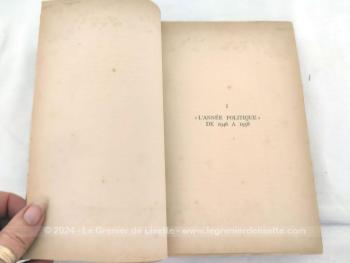 I
« L'ANNÉE POLITIQUE »
DE 1946 A 1958
© 2024 - Le Grenier de Lisette - www.legrenierdelisette.com